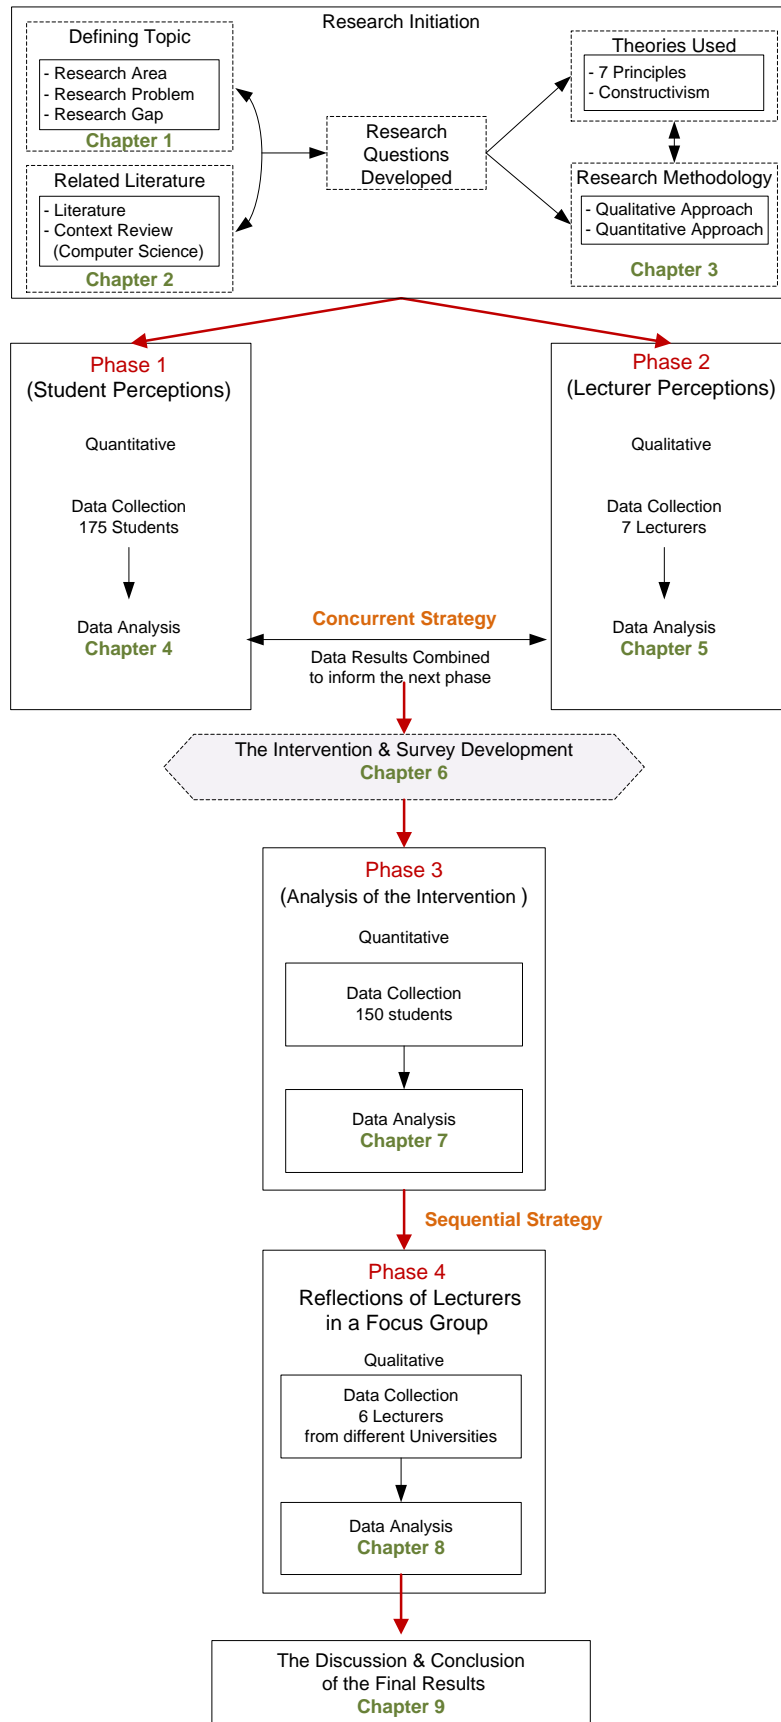 Research Initiation
Defining Topic
- Research Area
- Research Problem
- Research Gap
Chapter 1
Related Literature
- Literature
- Context Review
(Computer Science)
Chapter 2
Research
Questions
Developed
Theories Used
- 7 Principles
- Constructivism
Research Methodology
- Qualitative Approach
- Quantitative Approach
Chapter 3
Phase 1
(Student Perceptions)
Quantitative
Data Collection
175 Students
Data Analysis
Chapter 4
Phase 2
(Lecturer Perceptions)
Qualitative
Data Collection
7 Lecturers
Data Analysis
Chapter 5
Concurrent Strategy
Data Results Combined
to inform the next phase
The Intervention & Survey Development
Chapter 6
Phase 3
(Analysis of the Intervention )
Quantitative
Data Collection
150 students
Data Analysis
Chapter 7
Sequential Strategy
Phase 4
Reflections of Lecturers
in a Focus Group
Qualitative
Data Collection
6 Lecturers
from different Universities
Data Analysis
Chapter 8
The Discussion & Conclusion
of the Final Results
Chapter 9